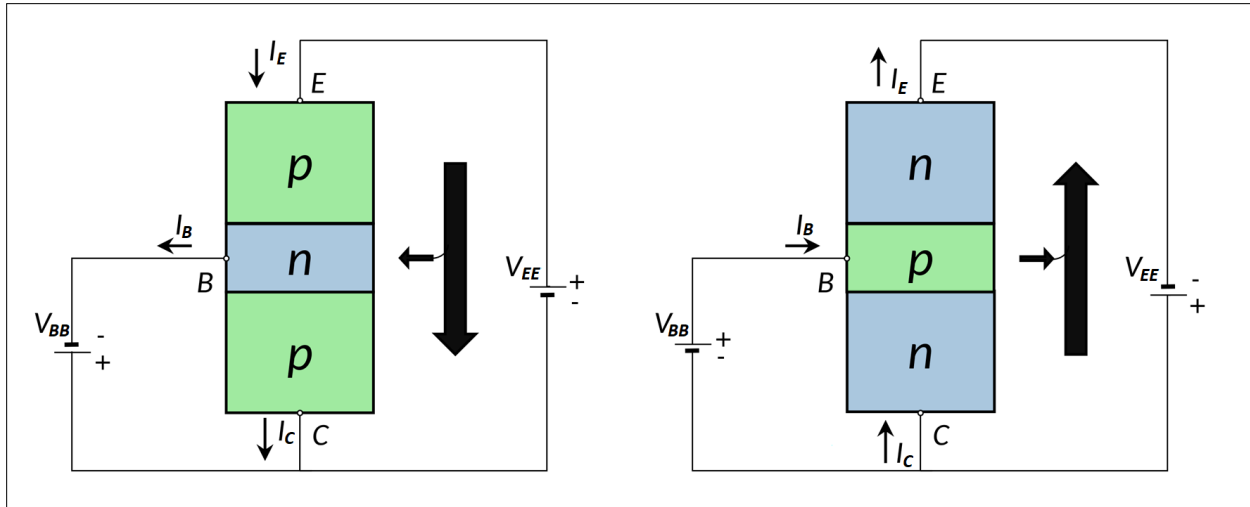 I_E
E
p
I_B
n
B
V_EE
+
-
V_BB
-
+
p
I_C
C
I_E
E
n
I_B
p
B
V_EE
-
+
V_BB
+
-
n
I_C
C